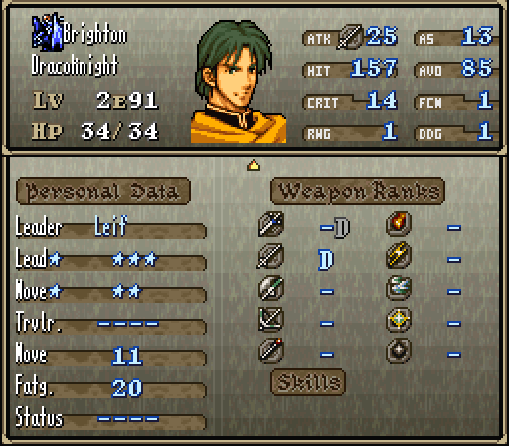 Brighton
DracoKnight
LV 2E91
HP 34/34
ATK 25 AS 13
HIT 157 AVO 85
CRIT 14 FCM 1
RNG 1 DDG 1
Personal Data
Leader Leif
Lead★ ★★★
Move★ ★★
Trvlr. ----
Move 11
Fatg. 20
Status ----
Weapon Ranks
-D -
D -
- -
- -
- -
Skills